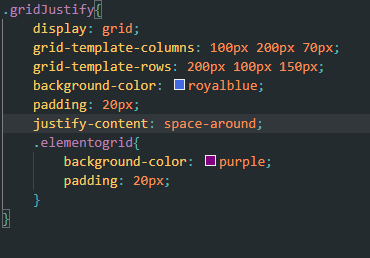 .gridJustify{
display: grid;
grid-template-columns: 100px 200px 70px;
grid-template-rows: 200px 100px 150px;
background-color: royalblue;
padding: 20px;
justify-content: space-around;
.elementogrid{
background-color: purple;
padding: 20px;
}
}